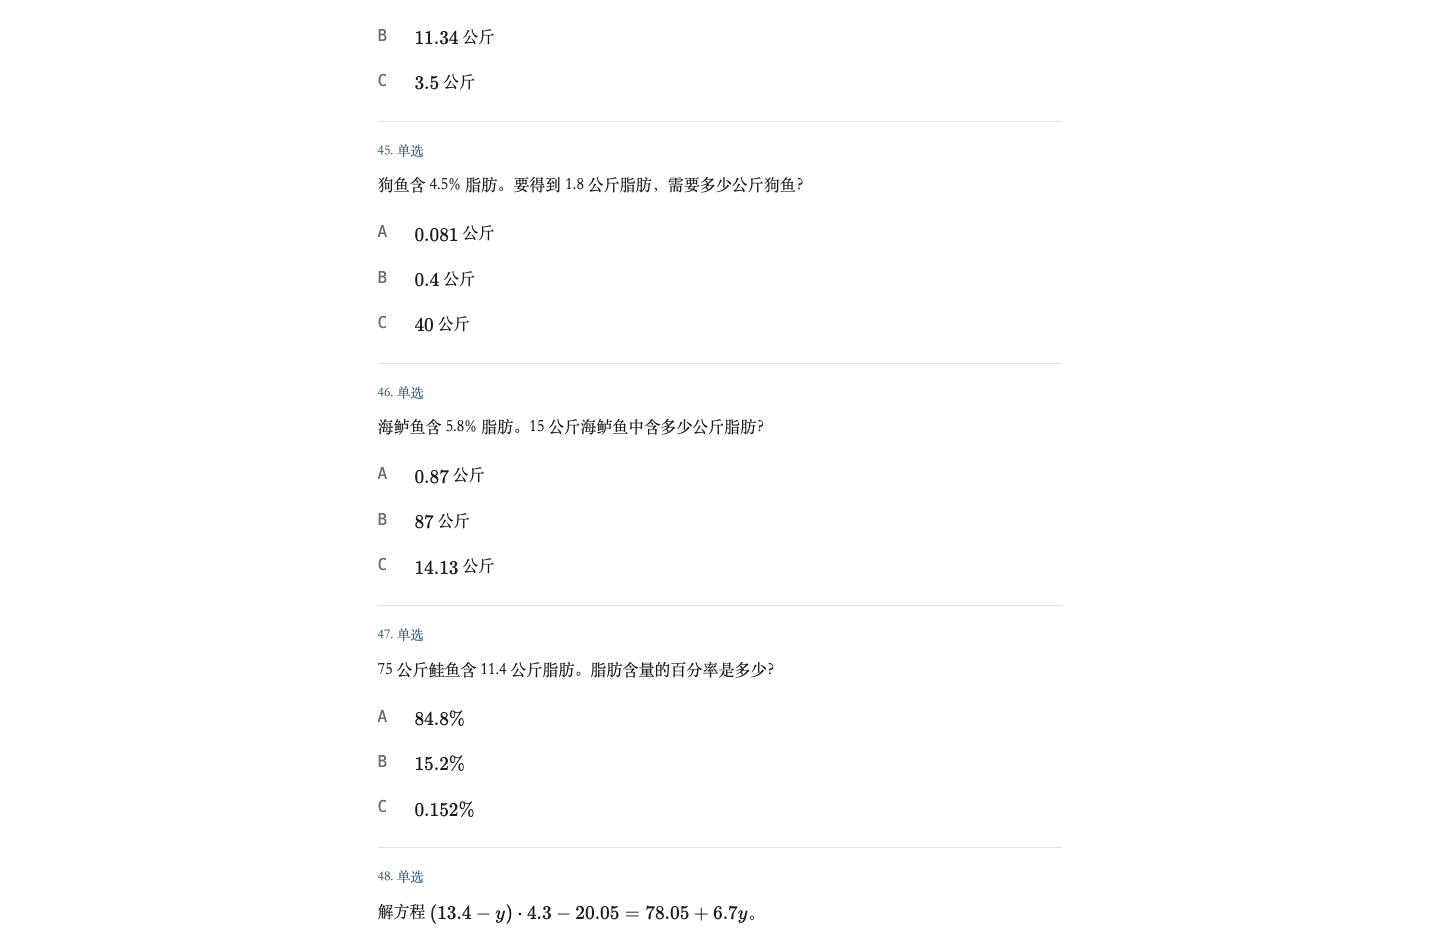 B 11.34 公斤
C 3.5 公斤
45. 单选
狗鱼含 4.5% 脂肪。要得到 1.8 公斤脂肪，需要多少公斤狗鱼？
A 0.081 公斤
B 0.4 公斤
C 40 公斤
46. 单选
海鲈鱼含 5.8% 脂肪。15 公斤海鲈鱼中含多少公斤脂肪？
A 0.87 公斤
B 87 公斤
C 14.13 公斤
47. 单选
75 公斤鲑鱼含 11.4 公斤脂肪。脂肪含量的百分率是多少？
A 84.8%
B 15.2%
C 0.152%
48. 单选
解方程 (13.4 − y) · 4.3 − 20.05 = 78.05 + 6.7y。